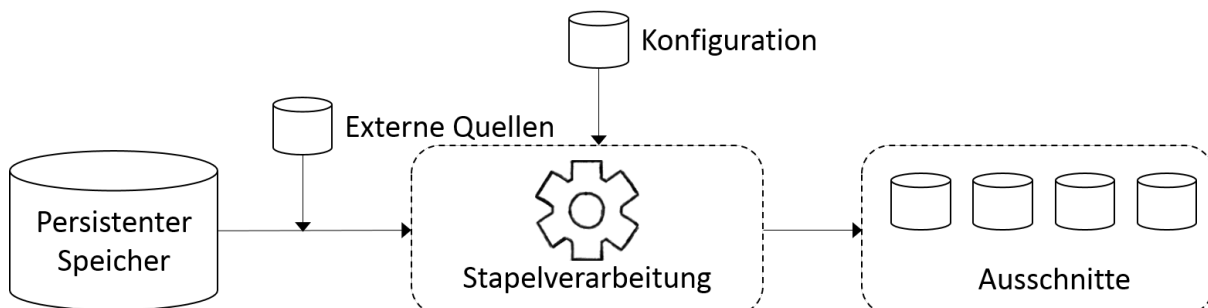 Konfiguration
Externe Quellen
Persistenter
Speicher
Stapelverarbeitung
Ausschnitte